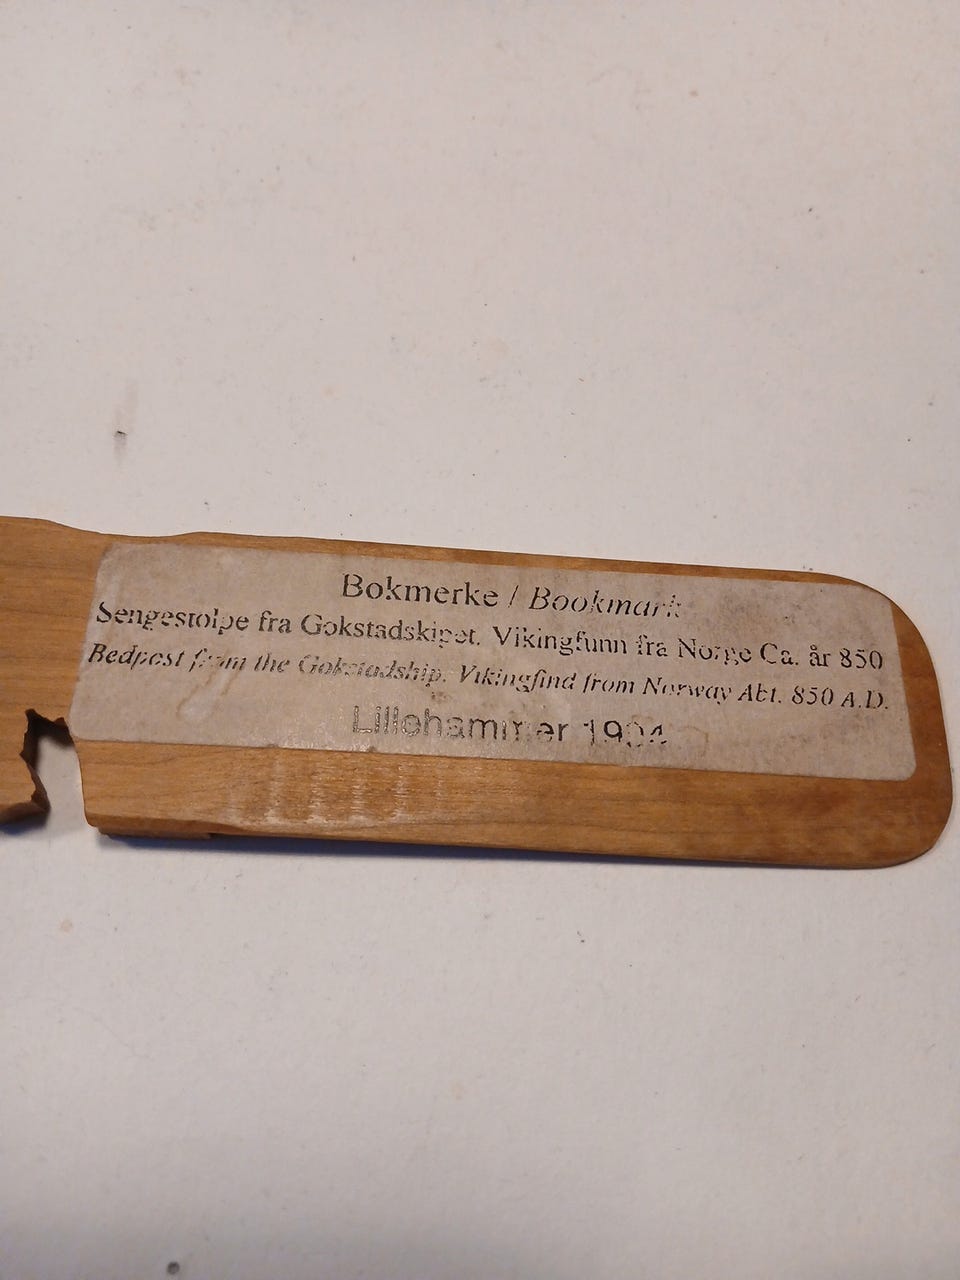 Bokmerke / Bookmark
Sengestolpe fra Gokstadskipet. Vikingfunn fra Norge Ca. år 850
Bedpost from the Gokstadship. Vikingfind from Norway Abt. 850 A.D.
Lillehammer 1994